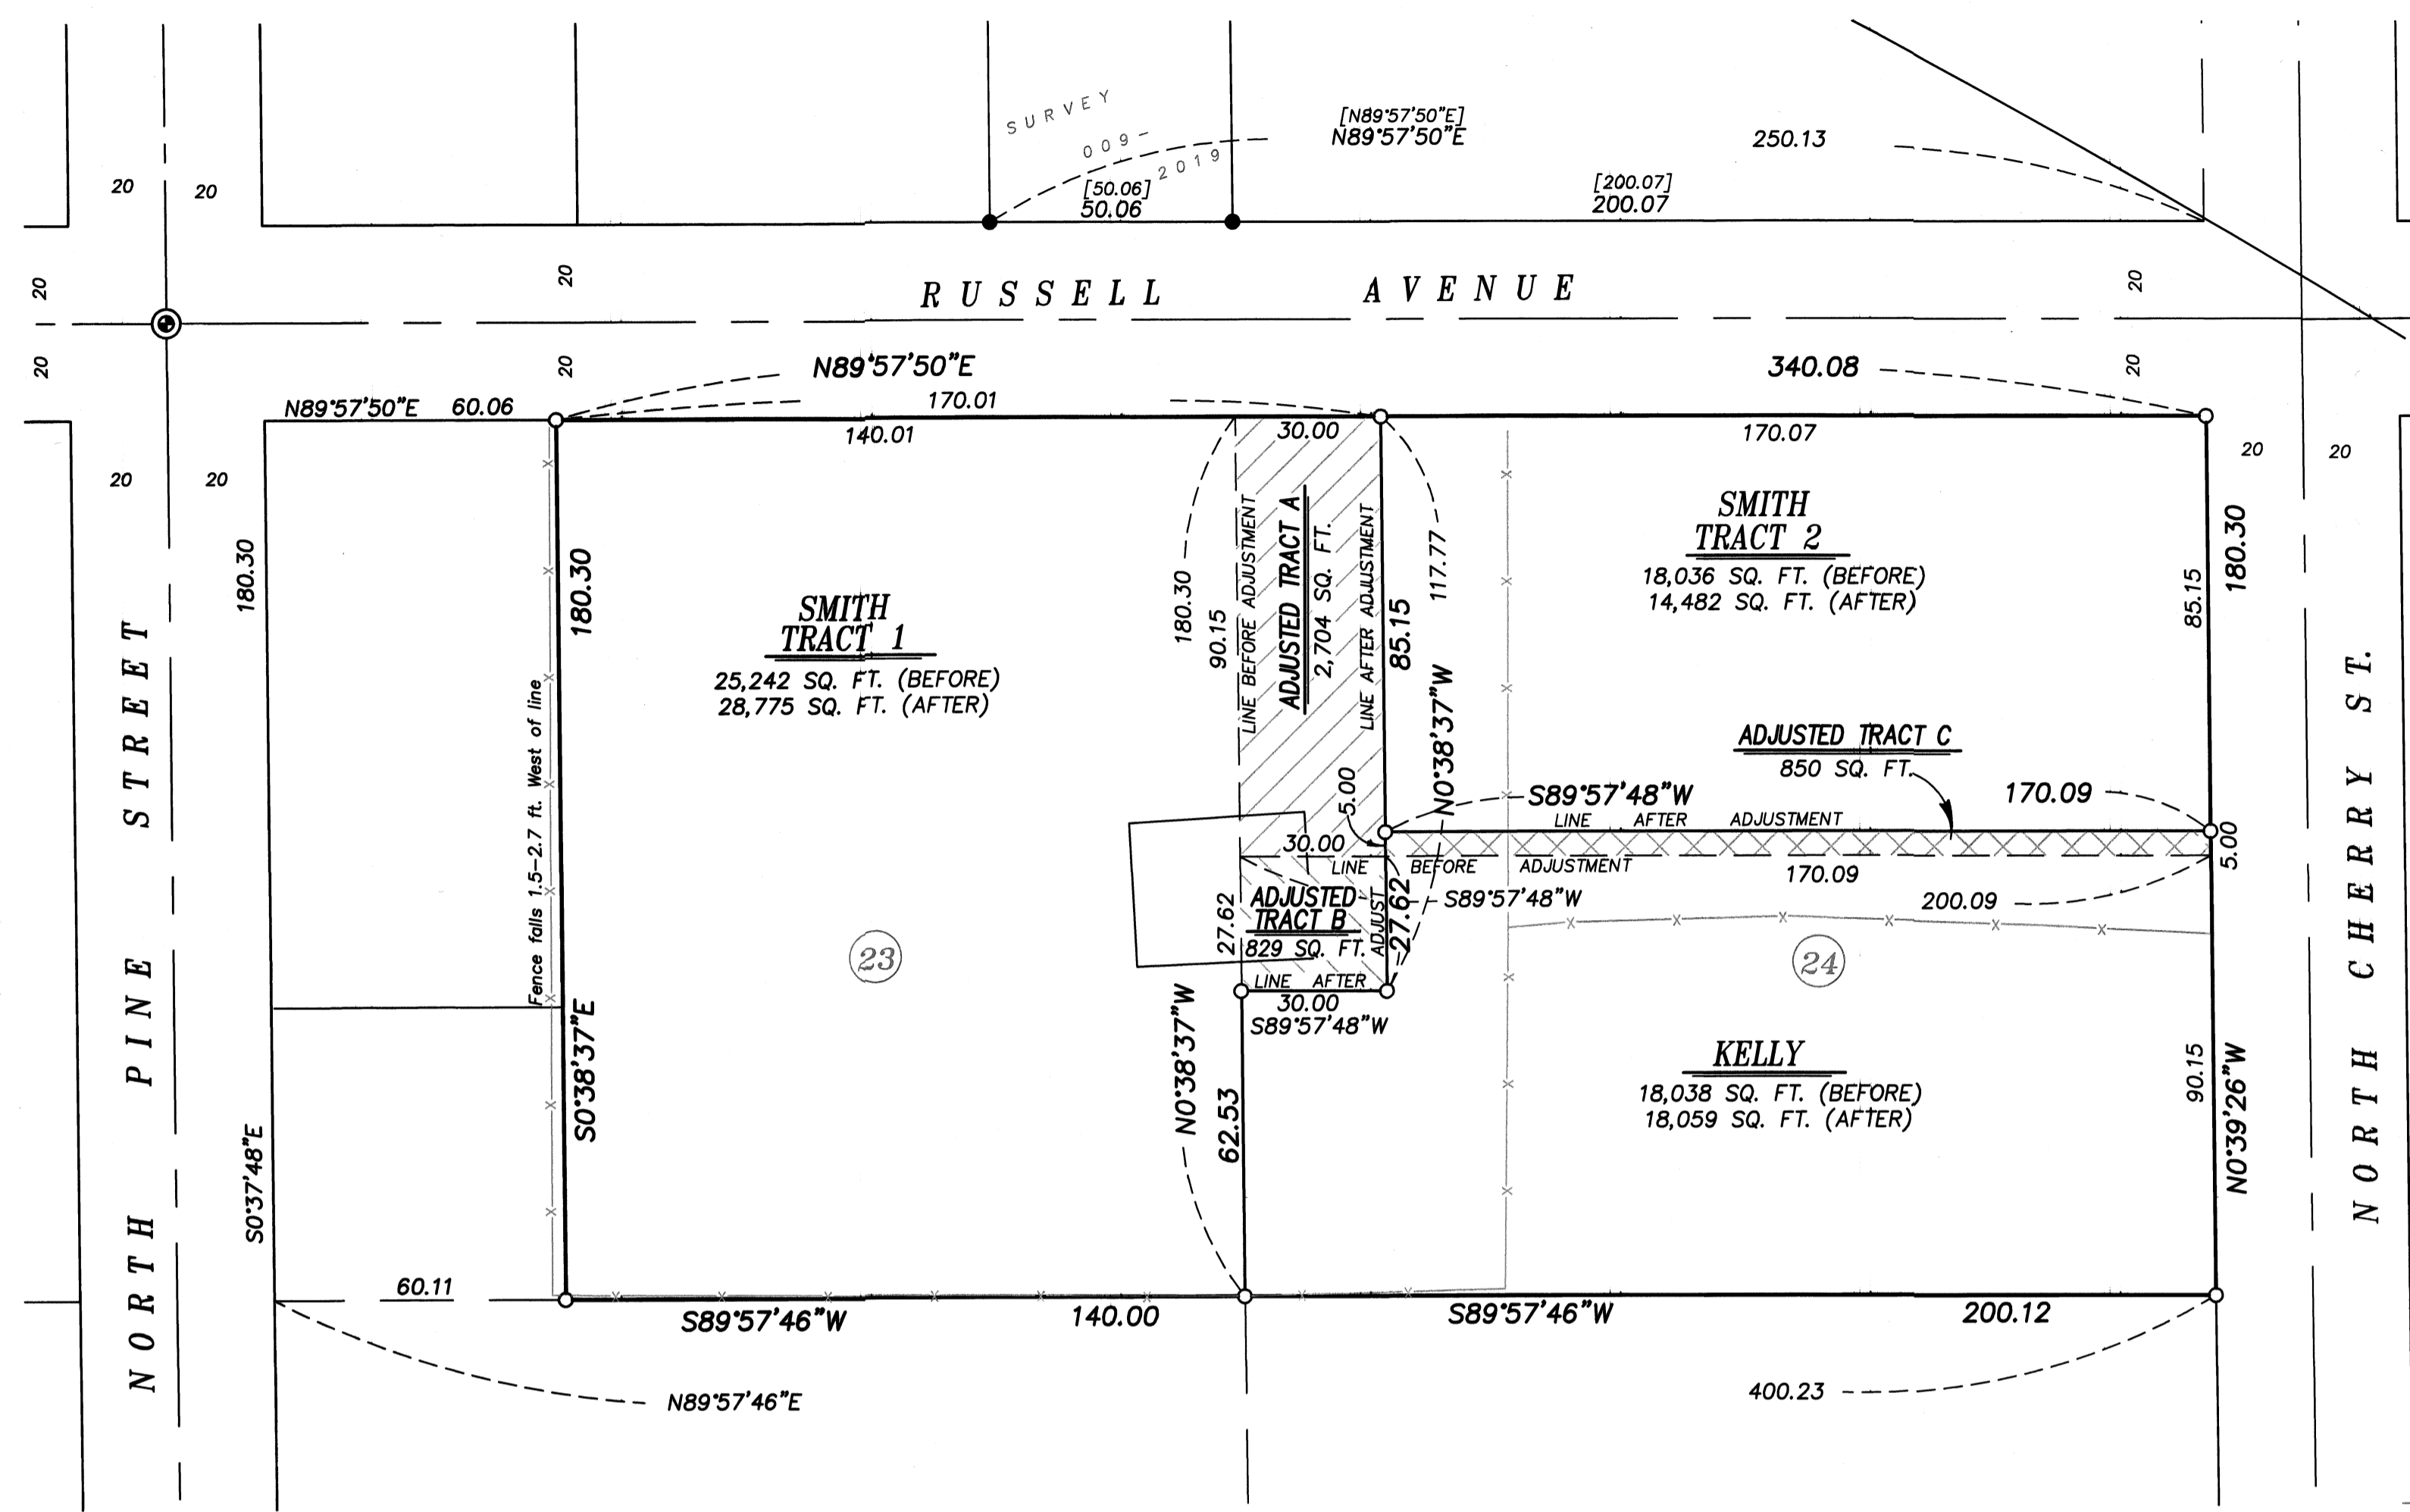 SURVEY
009-
2019
[N89°57'50"E]
N89°57'50"E
250.13
[50.06]
50.06
[200.07]
200.07
20
20
20
20
20
20
RUSSELL AVENUE
20
20
N89°57'50"E
340.08
N89°57'50"E 60.06
170.01
140.01
30.00
170.07
20
20
20
20
NORTH PINE STREET
180.30
S0°37'48"E
Fence falls 1.5-2.7 ft. West of line
180.30
S0°38'37"E
SMITH
TRACT 1
25,242 SQ. FT. (BEFORE)
28,775 SQ. FT. (AFTER)
23
180.30
90.15
LINE BEFORE ADJUSTMENT
ADJUSTED TRACT A
2,704 SQ. FT.
LINE AFTER ADJUSTMENT
85.15
117.77
N0°38'37"W
SMITH
TRACT 2
18,036 SQ. FT. (BEFORE)
14,482 SQ. FT. (AFTER)
85.15
180.30
ADJUSTED TRACT C
850 SQ. FT.
S89°57'48"W
170.09
LINE AFTER ADJUSTMENT
5.00
5.00
30.00
LINE BEFORE ADJUSTMENT
170.09
S89°57'48"W
200.09
27.62
ADJUSTED
TRACT B
829 SQ. FT.
ADJUST
27.62
LINE AFTER
30.00
S89°57'48"W
24
KELLY
18,038 SQ. FT. (BEFORE)
18,059 SQ. FT. (AFTER)
90.15
N0°39'26"W
NORTH CHERRY ST.
N0°38'37"W
62.53
60.11
S89°57'46"W
140.00
S89°57'46"W
200.12
N89°57'46"E
400.23